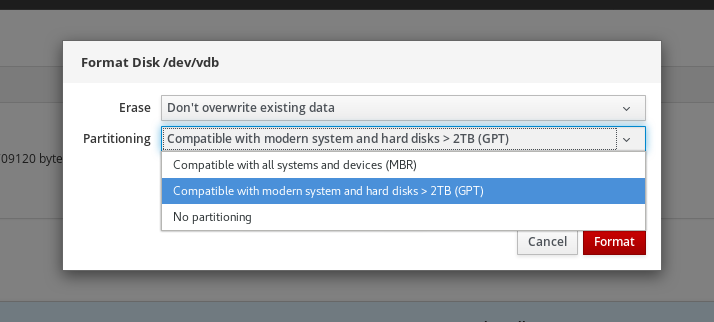 Format Disk /dev/vdb
Erase Don't overwrite existing data
Partitioning Compatible with modern system and hard disks > 2TB (GPT)
09120 byte
Compatible with all systems and devices (MBR)
Compatible with modern system and hard disks > 2TB (GPT)
No partitioning
Cancel Format